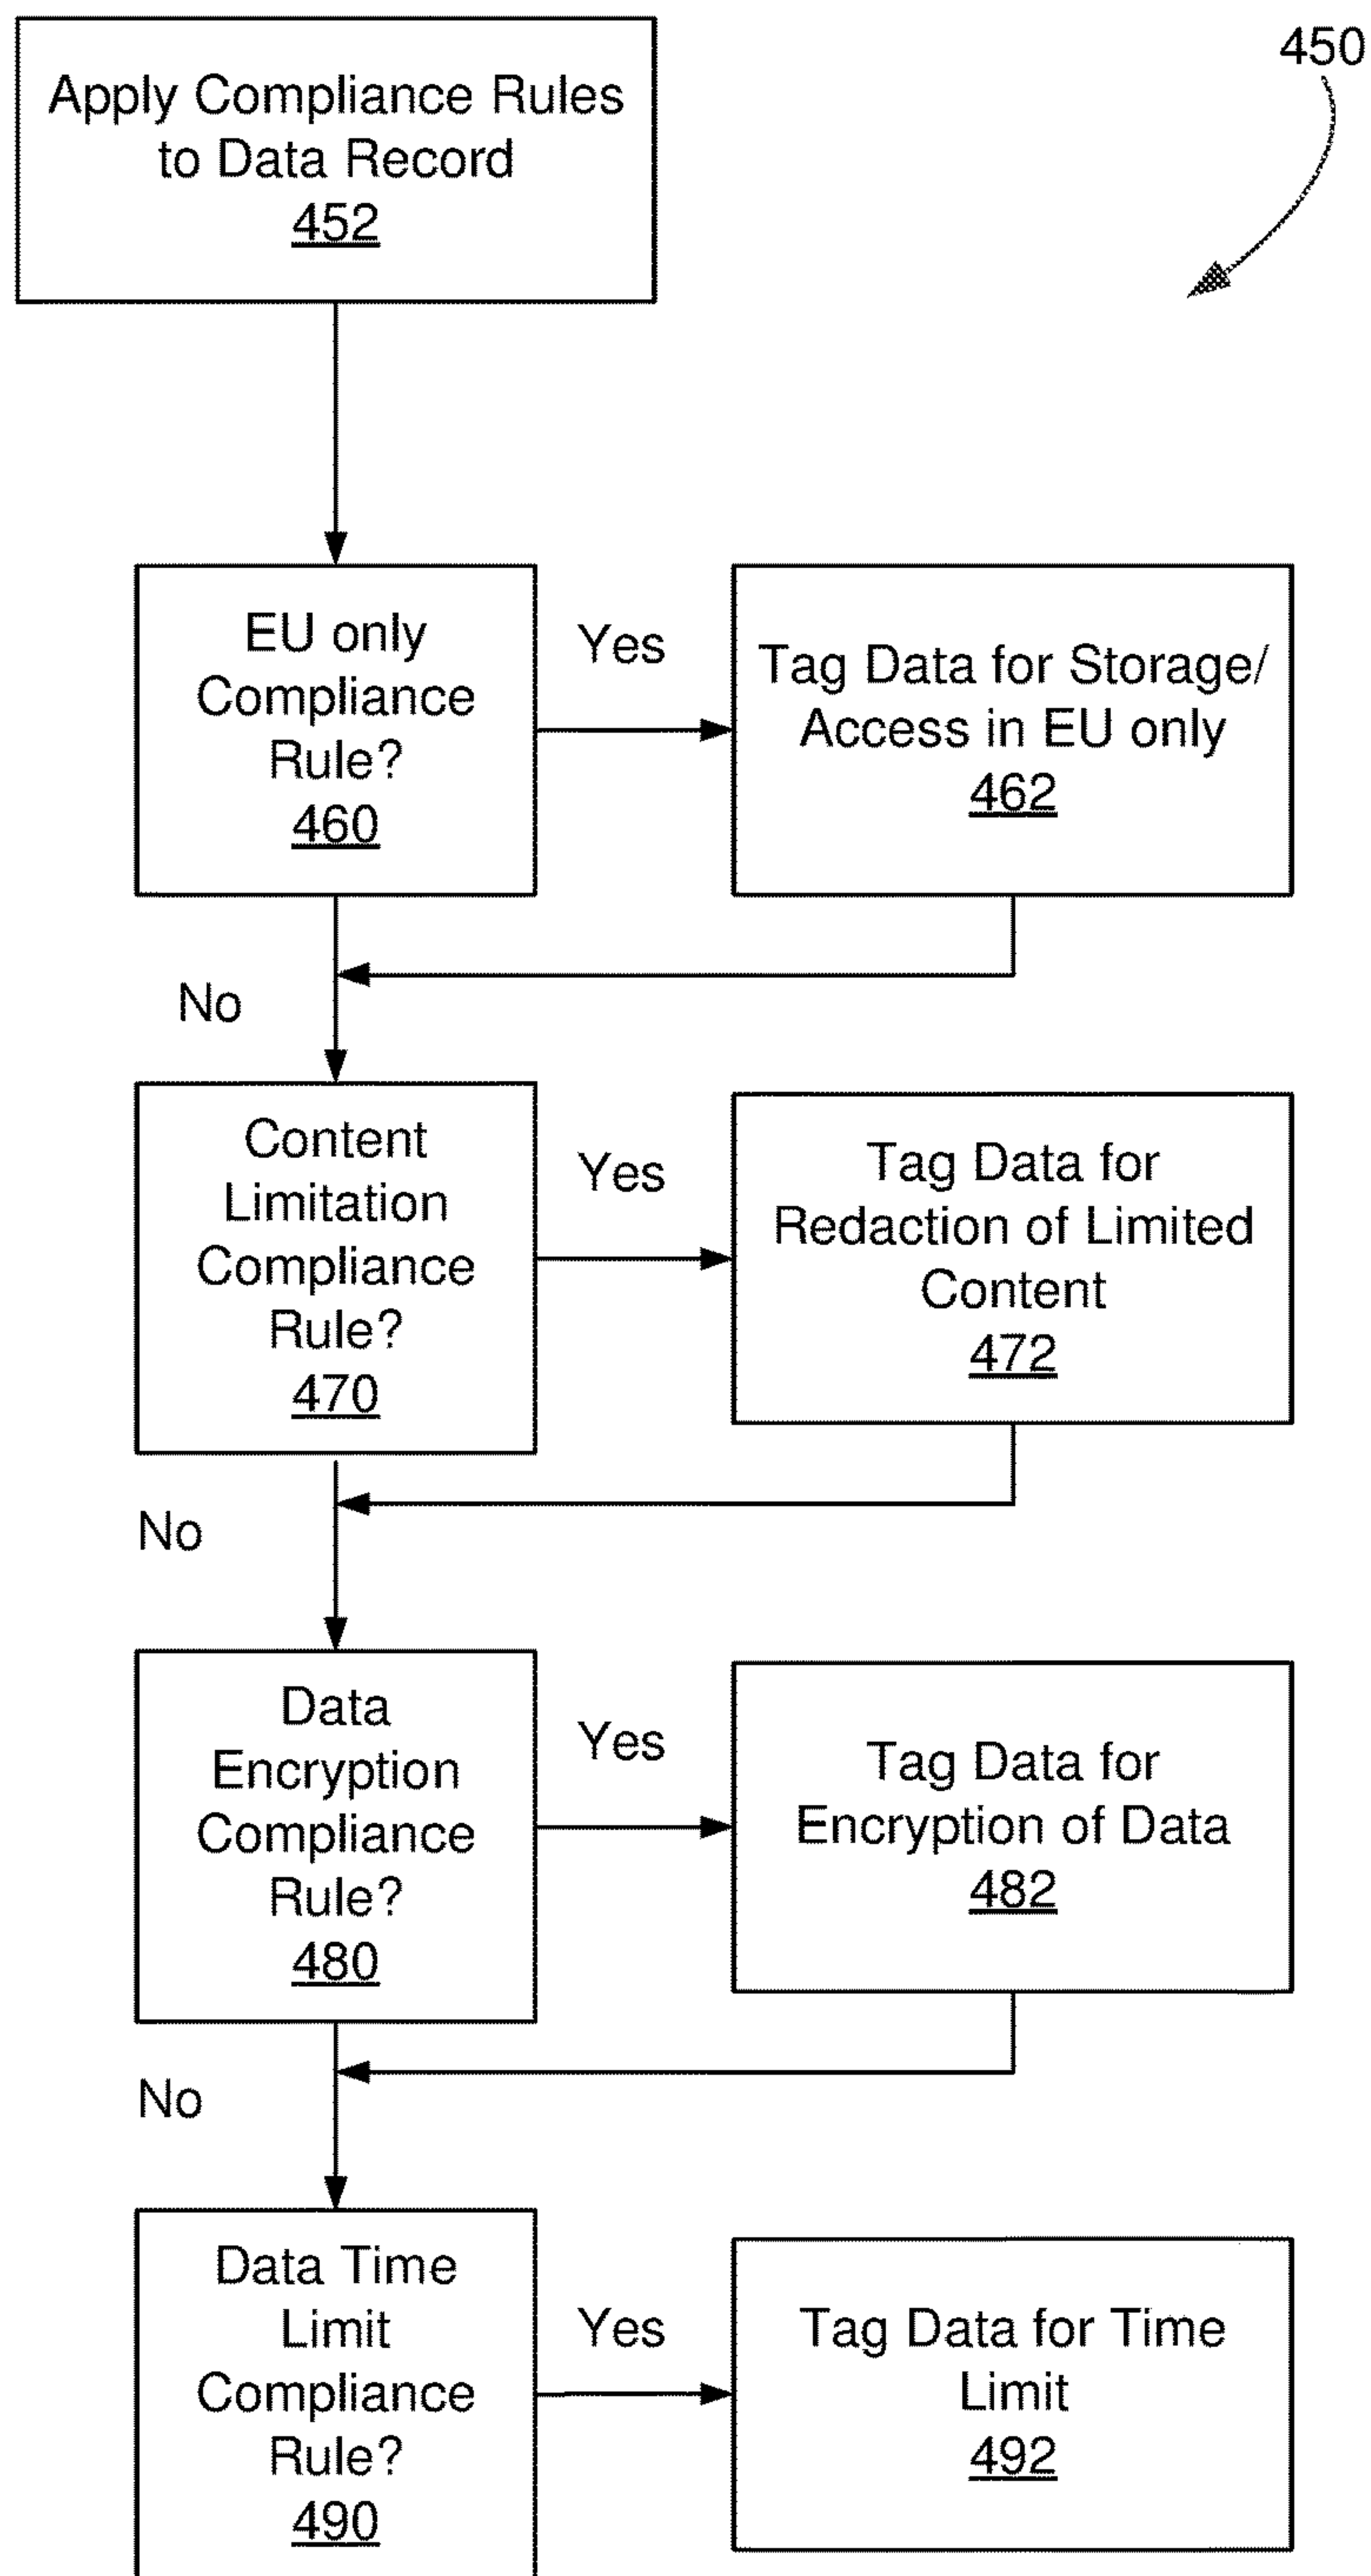 450
Apply Compliance Rules
to Data Record
452
EU only
Compliance
Rule?
460
Yes
Tag Data for Storage/
Access in EU only
462
No
Content
Limitation
Compliance
Rule?
470
Yes
Tag Data for
Redaction of Limited
Content
472
No
Data
Encryption
Compliance
Rule?
480
Yes
Tag Data for
Encryption of Data
482
No
Data Time
Limit
Compliance
Rule?
490
Yes
Tag Data for Time
Limit
492